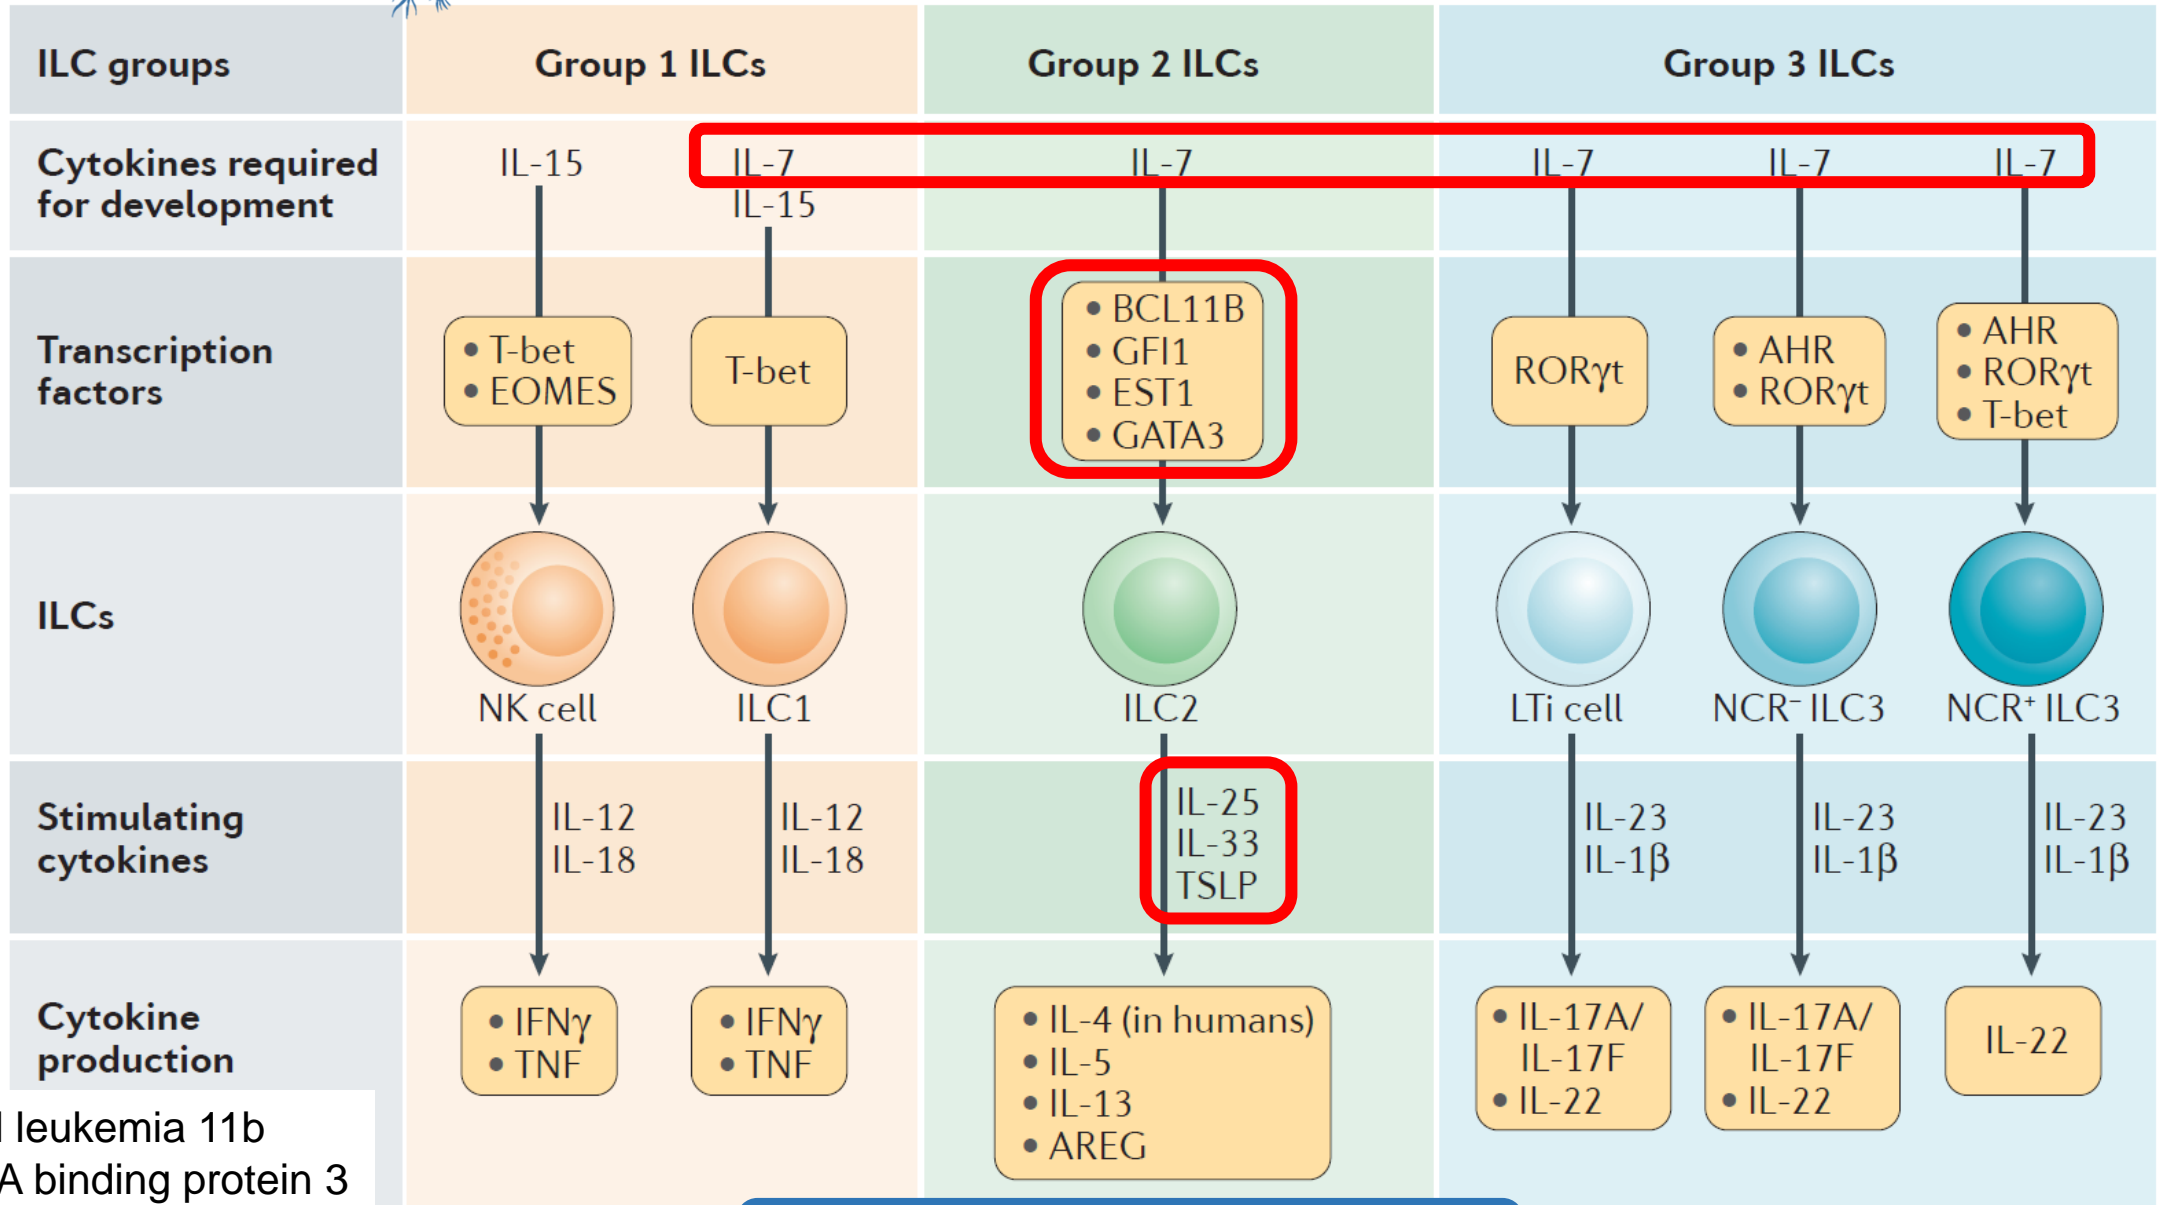 ILC groups
Group 1 ILCs
Group 2 ILCs
Group 3 ILCs
Cytokines required
for development
IL-15
IL-7
IL-15
IL-7
IL-7
IL-7
IL-7
Transcription
factors
• T-bet
• EOMES
T-bet
• BCL11B
• GFI1
• EST1
• GATA3
RORγt
• AHR
• RORγt
• AHR
• RORγt
• T-bet
ILCs
NK cell
ILC1
ILC2
LTi cell
NCR⁻ ILC3
NCR⁺ ILC3
Stimulating
cytokines
IL-12
IL-18
IL-12
IL-18
IL-25
IL-33
TSLP
IL-23
IL-1β
IL-23
IL-1β
IL-23
IL-1β
Cytokine
production
• IFNγ
• TNF
• IFNγ
• TNF
• IL-4 (in humans)
• IL-5
• IL-13
• AREG
• IL-17A/
IL-17F
• IL-22
• IL-17A/
IL-17F
• IL-22
IL-22
leukemia 11b
A binding protein 3